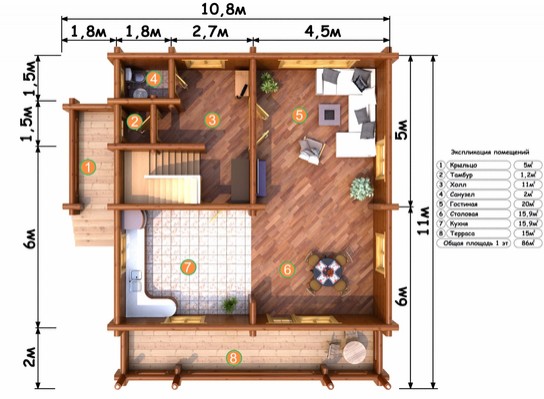 10,8м
1,8м 1,8м 2,7м 4,5м
1,5м
1,5м
6м
2м
5м
6м
11м
4
2
3
5
1
7
6
8
Экспликация помещений
1 Крыльцо 5м²
2 Тамбур 1,2м²
3 Холл 11м²
4 Санузел 2м²
5 Гостиная 20м²
6 Столовая 15,9м²
7 Кухня 15,9м²
8 Терраса 15м²
Общая площадь 1 эт 86м²